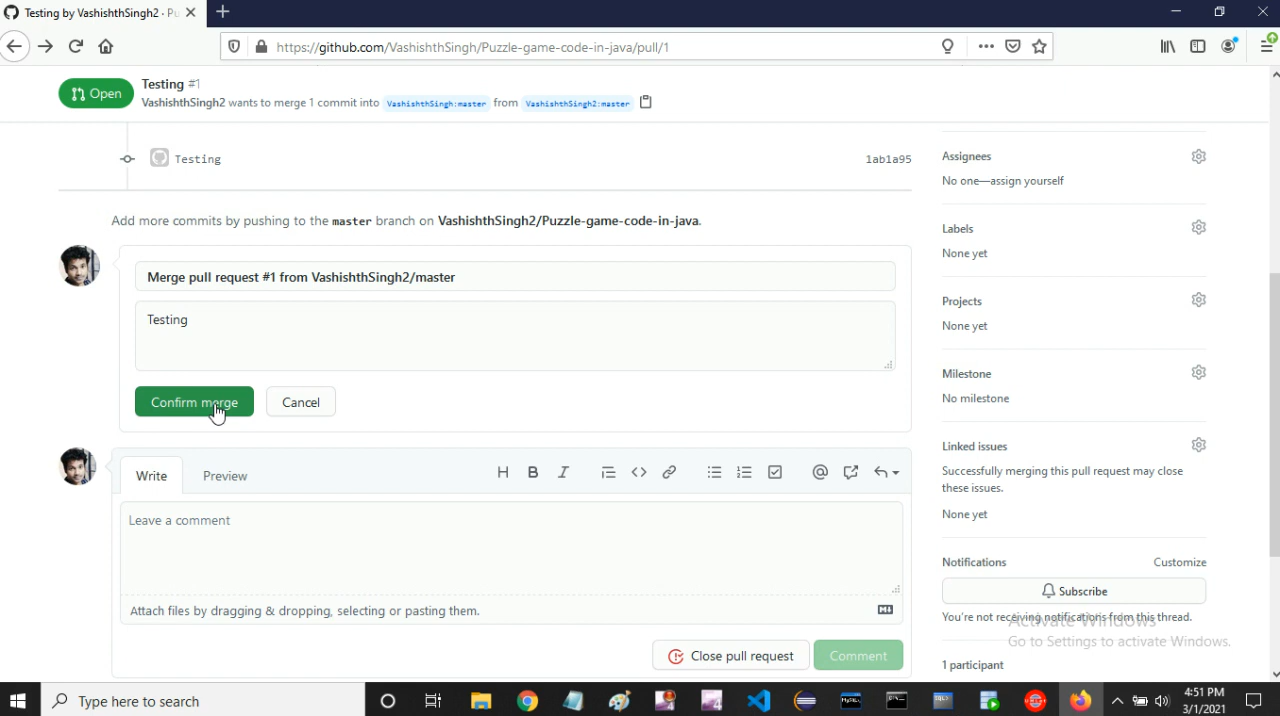 Testing by VashishthSingh2 · Pu
https://github.com/VashishthSingh/Puzzle-game-code-in-java/pull/1
Open
Testing #1
VashishthSingh2 wants to merge 1 commit into VashishthSingh:master from VashishthSingh2:master
Testing
1ab1a95
Add more commits by pushing to the master branch on VashishthSingh2/Puzzle-game-code-in-java.
Merge pull request #1 from VashishthSingh2/master
Testing
Confirm merge
Cancel
Write
Preview
H B I
Leave a comment
Attach files by dragging & dropping, selecting or pasting them.
Close pull request
Comment
Assignees
No one—assign yourself
Labels
None yet
Projects
None yet
Milestone
No milestone
Linked issues
Successfully merging this pull request may close
these issues.
None yet
Notifications
Customize
Subscribe
You're not receiving notifications from this thread.
Activate Windows
Go to Settings to activate Windows.
1 participant
Type here to search
4:51 PM
3/1/2021